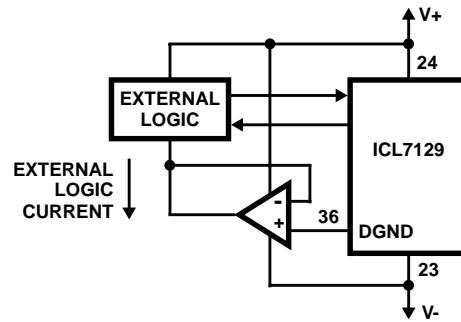 V+
24
EXTERNAL
LOGIC
ICL7129
EXTERNAL
LOGIC
CURRENT
-
+
36
DGND
23
V-